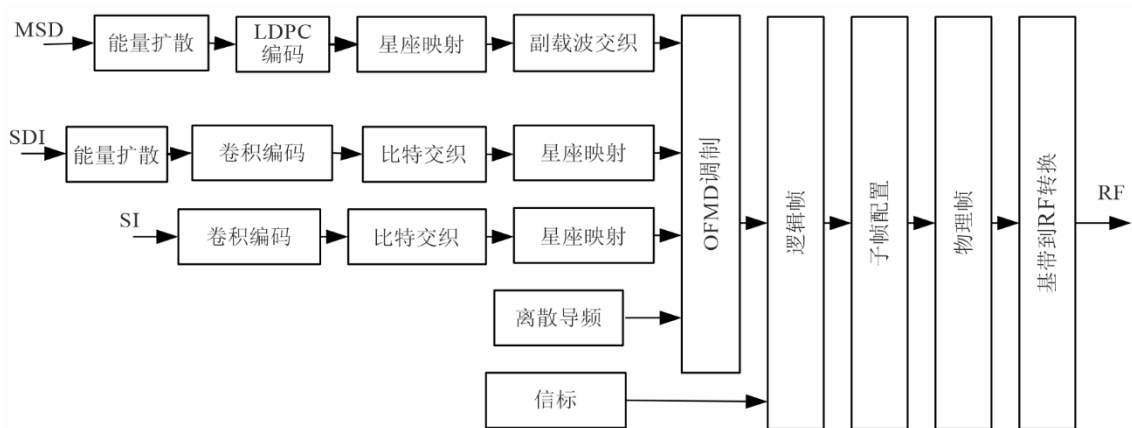 MSD
能量扩散
LDPC
编码
星座映射
副载波交织
SDI
能量扩散
卷积编码
比特交织
星座映射
SI
卷积编码
比特交织
星座映射
离散导频
信标
OFMD调制
逻辑帧
子帧配置
物理帧
基带到RF转换
RF